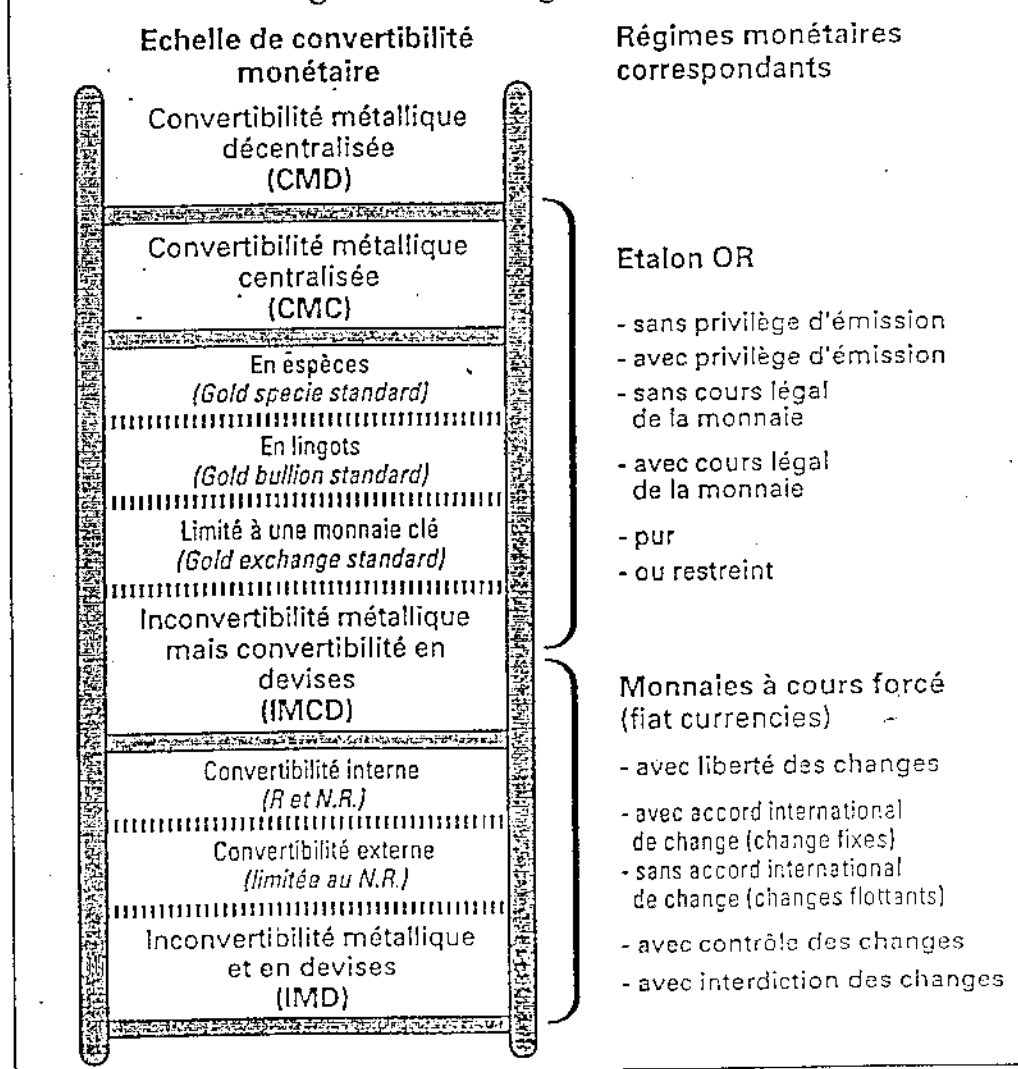 Echelle de convertibilité
monétaire
Convertibilité métallique
décentralisée
(CMD)
Convertibilité métallique
centralisée
(CMC)
En espèces
(Gold specie standard)
En lingots
(Gold bullion standard)
Limité à une monnaie clé
(Gold exchange standard)
Inconvertibilité métallique
mais convertibilité en
devises
(IMCD)
Convertibilité interne
(R et N.R.)
Convertibilité externe
(limitée au N.R.)
Inconvertibilité métallique
et en devises
(IMD)
Régimes monétaires
correspondants
Etalon OR
- sans privilège d'émission
- avec privilège d'émission
- sans cours légal
de la monnaie
- avec cours légal
de la monnaie
- pur
- ou restreint
Monnaies à cours forcé
(fiat currencies)
- avec liberté des changes
- avec accord international
de change (change fixes)
- sans accord international
de change (changes flottants)
- avec contrôle des changes
- avec interdiction des changes